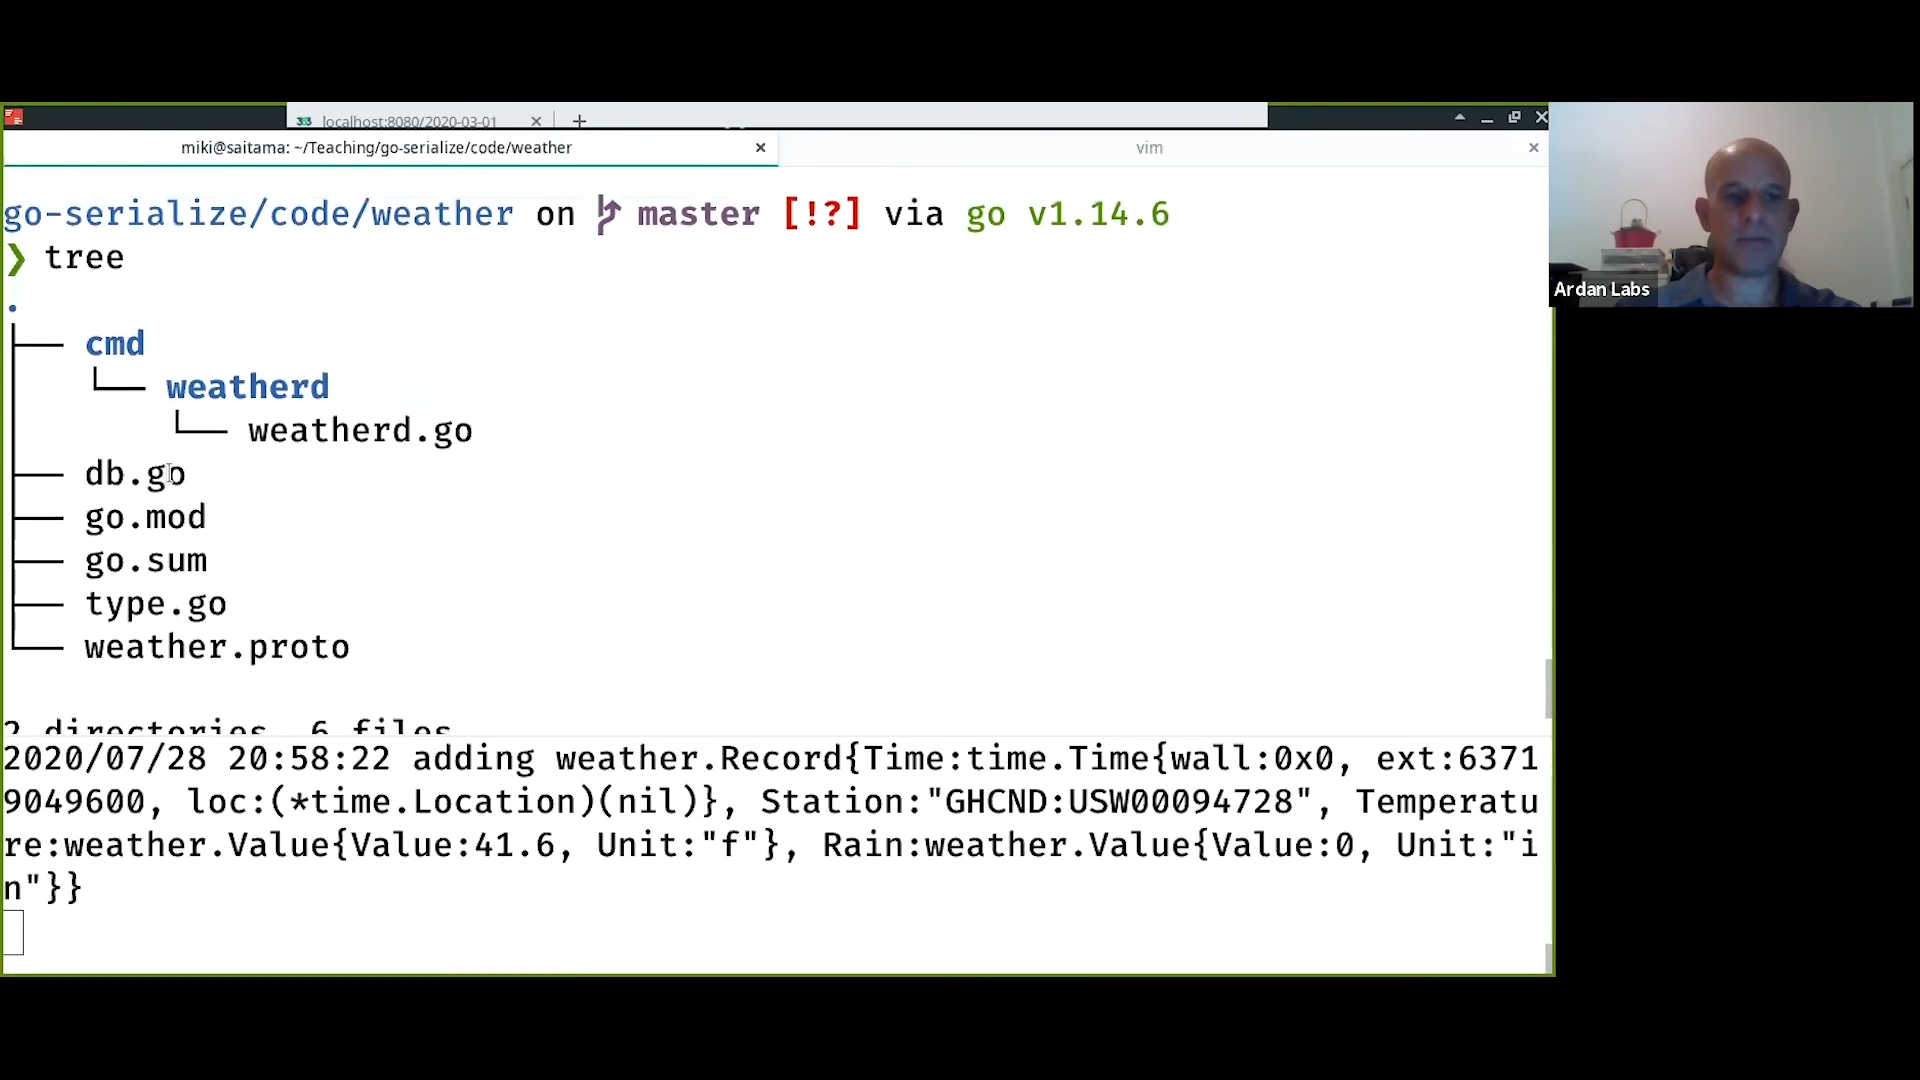 localhost:8080/2020-03-01
miki@saitama: ~/Teaching/go-serialize/code/weather
vim
go-serialize/code/weather on master [!?] via go v1.14.6
❯ tree
.
├── cmd
│   └── weatherd
│       └── weatherd.go
├── db.go
├── go.mod
├── go.sum
├── type.go
└── weather.proto
2 directories, 6 files
2020/07/28 20:58:22 adding weather.Record{Time:time.Time{wall:0x0, ext:6371
9049600, loc:(*time.Location)(nil)}, Station:"GHCND:USW00094728", Temperatu
re:weather.Value{Value:41.6, Unit:"f"}, Rain:weather.Value{Value:0, Unit:"i
n"}}
Ardan Labs